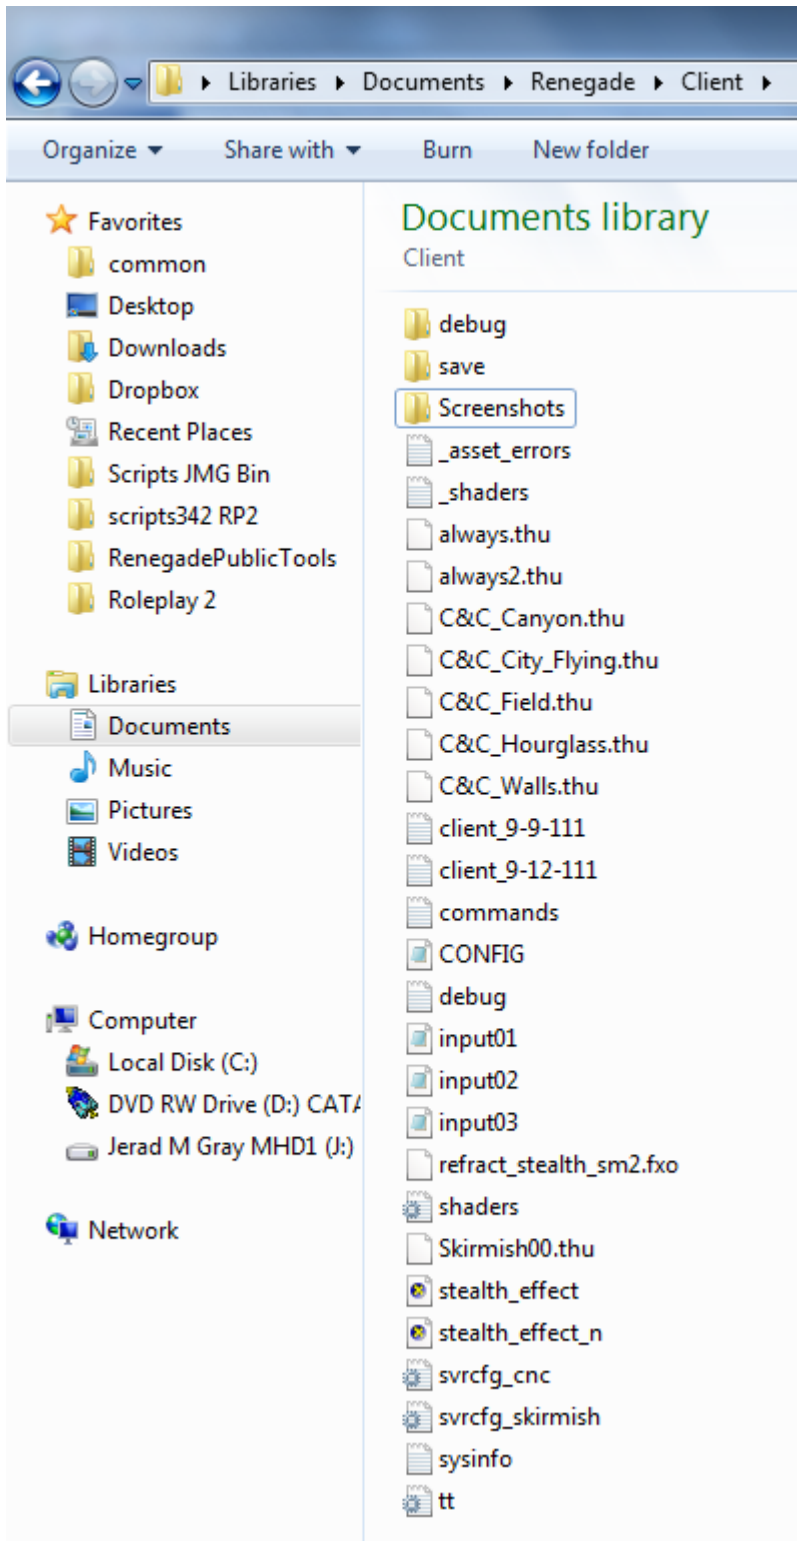 Libraries Documents Renegade Client
Organize Share with Burn New folder
Favorites
common
Desktop
Downloads
Dropbox
Recent Places
Scripts JMG Bin
scripts342 RP2
RenegadePublicTools
Roleplay 2
Libraries
Documents
Music
Pictures
Videos
Homegroup
Computer
Local Disk (C:)
DVD RW Drive (D:) CATA
Jerad M Gray MHD1 (J:)
Network
Documents library
Client
debug
save
Screenshots
_asset_errors
_shaders
always.thu
always2.thu
C&C_Canyon.thu
C&C_City_Flying.thu
C&C_Field.thu
C&C_Hourglass.thu
C&C_Walls.thu
client_9-9-111
client_9-12-111
commands
CONFIG
debug
input01
input02
input03
refract_stealth_sm2.fxo
shaders
Skirmish00.thu
stealth_effect
stealth_effect_n
svrcfg_cnc
svrcfg_skirmish
sysinfo
tt